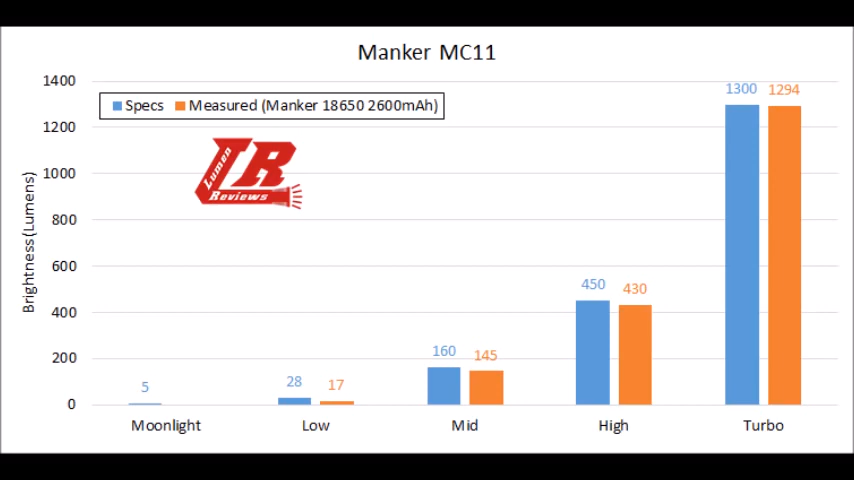 Manker MC11
1400
1200
1000
800
600
400
200
0
Brightness (Lumens)
Specs
Measured (Manker 18650 2600mAh)
Lumen
LR
Reviews
5
28
17
160
145
450
430
1300
1294
Moonlight
Low
Mid
High
Turbo